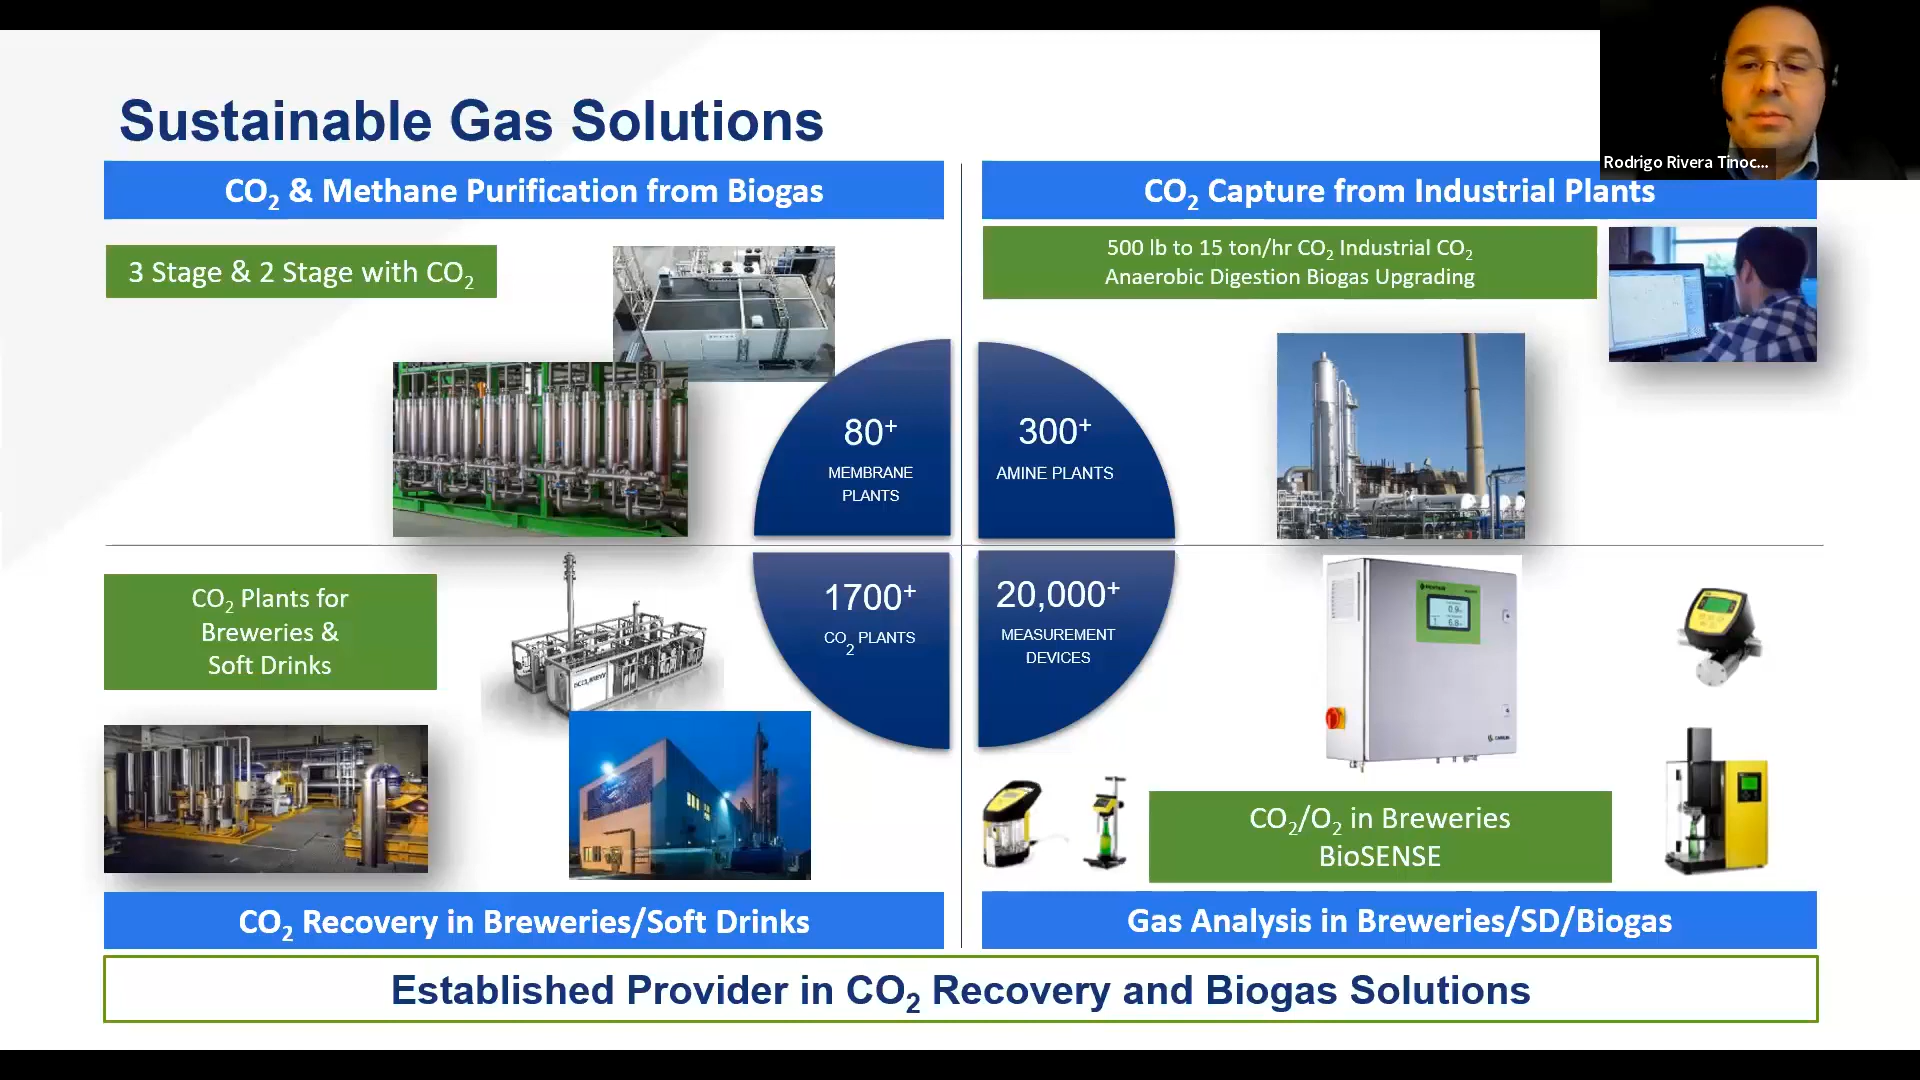 Sustainable Gas Solutions
Rodrigo Rivera Tinoc...
CO₂ & Methane Purification from Biogas
CO₂ Capture from Industrial Plants
3 Stage & 2 Stage with CO₂
500 lb to 15 ton/hr CO₂ Industrial CO₂
Anaerobic Digestion Biogas Upgrading
80⁺
MEMBRANE
PLANTS
300⁺
AMINE PLANTS
CO₂ Plants for
Breweries &
Soft Drinks
1700⁺
CO₂ PLANTS
20,000⁺
MEASUREMENT
DEVICES
CO₂/O₂ in Breweries
BioSENSE
CO₂ Recovery in Breweries/Soft Drinks
Gas Analysis in Breweries/SD/Biogas
Established Provider in CO₂ Recovery and Biogas Solutions